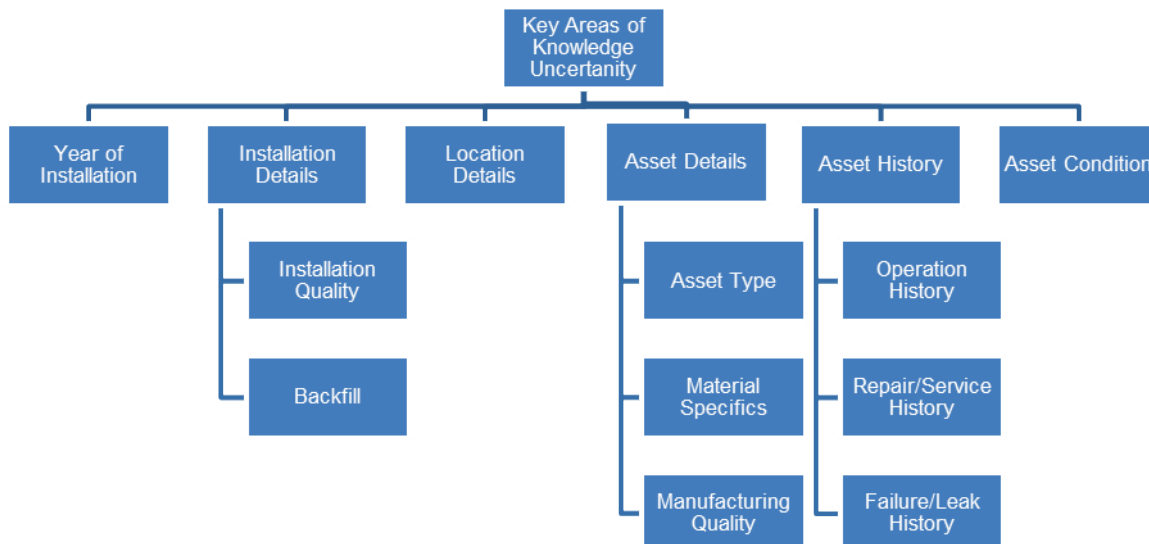 Key Areas of
Knowledge
Uncertanity
Year of
Installation
Installation
Details
Location
Details
Asset Details
Asset History
Asset Condition
Installation
Quality
Backfill
Asset Type
Material
Specifics
Manufacturing
Quality
Operation
History
Repair/Service
History
Failure/Leak
History